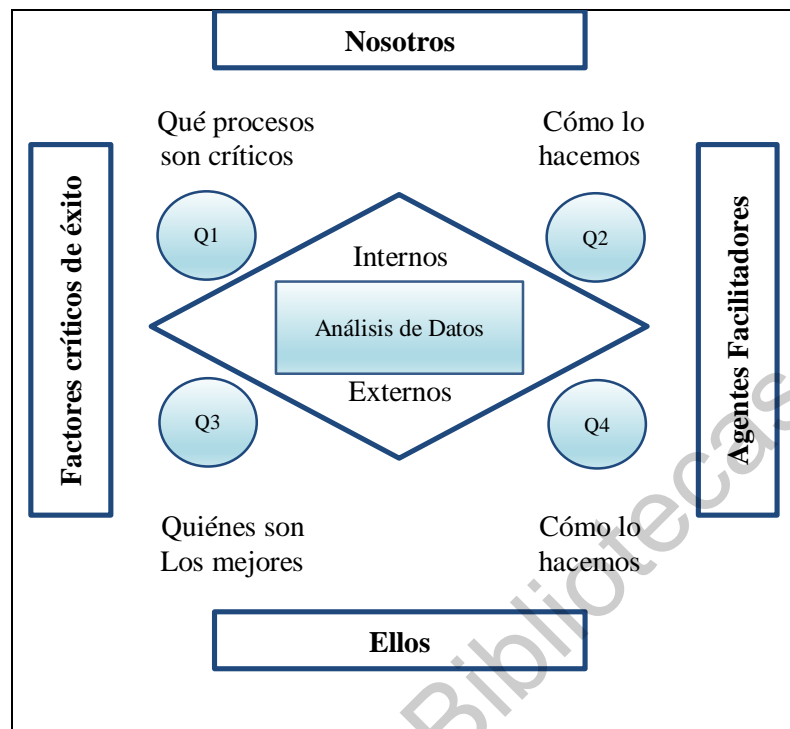 Nosotros
Qué procesos
son críticos
Cómo lo
hacemos
Factores críticos de éxito
Q1
Q2
Internos
Análisis de Datos
Externos
Q3
Q4
Agentes Facilitadores
Quiénes son
Los mejores
Cómo lo
hacemos
Ellos
Bibliotecas